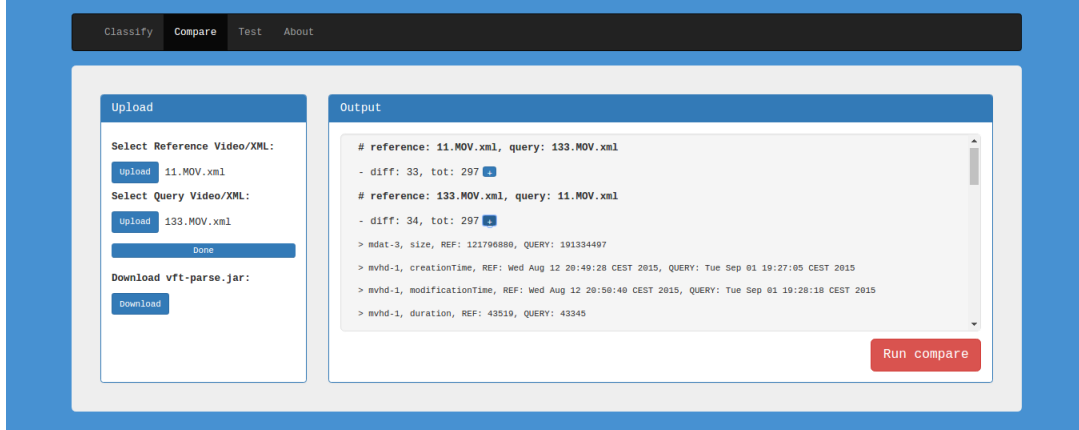 Classify Compare Test About
Upload
Select Reference Video/XML:
Upload 11.MOV.xml
Select Query Video/XML:
Upload 133.MOV.xml
Done
Download vft-parse.jar:
Download
Output
# reference: 11.MOV.xml, query: 133.MOV.xml
- diff: 33, tot: 297 +
# reference: 133.MOV.xml, query: 11.MOV.xml
- diff: 34, tot: 297 +
> mdat-3, size, REF: 121796880, QUERY: 191334497
> mvhd-1, creationTime, REF: Wed Aug 12 20:49:28 CEST 2015, QUERY: Tue Sep 01 19:27:05 CEST 2015
> mvhd-1, modificationTime, REF: Wed Aug 12 20:50:40 CEST 2015, QUERY: Tue Sep 01 19:28:18 CEST 2015
> mvhd-1, duration, REF: 43519, QUERY: 43345
Run compare